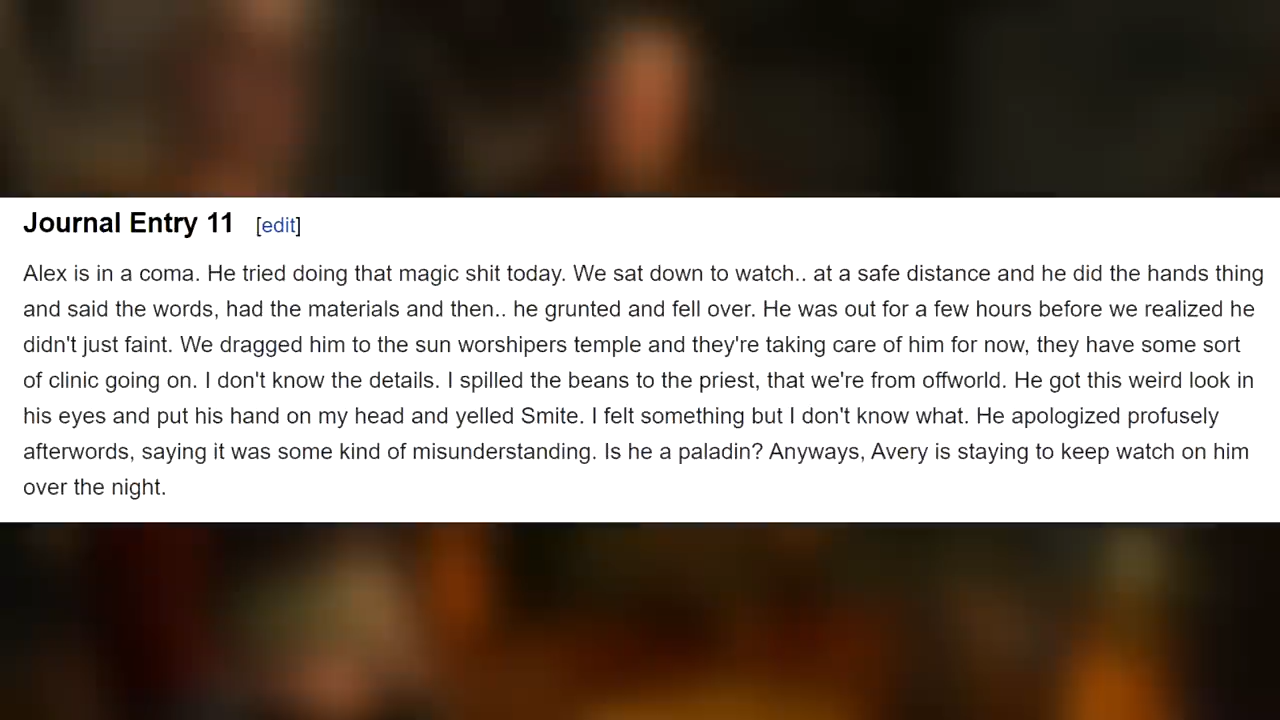 Journal Entry 11 [edit]
Alex is in a coma. He tried doing that magic shit today. We sat down to watch.. at a safe distance and he did the hands thing
and said the words, had the materials and then.. he grunted and fell over. He was out for a few hours before we realized he
didn't just faint. We dragged him to the sun worshipers temple and they're taking care of him for now, they have some sort
of clinic going on. I don't know the details. I spilled the beans to the priest, that we're from offworld. He got this weird look in
his eyes and put his hand on my head and yelled Smite. I felt something but I don't know what. He apologized profusely
afterwords, saying it was some kind of misunderstanding. Is he a paladin? Anyways, Avery is staying to keep watch on him
over the night.